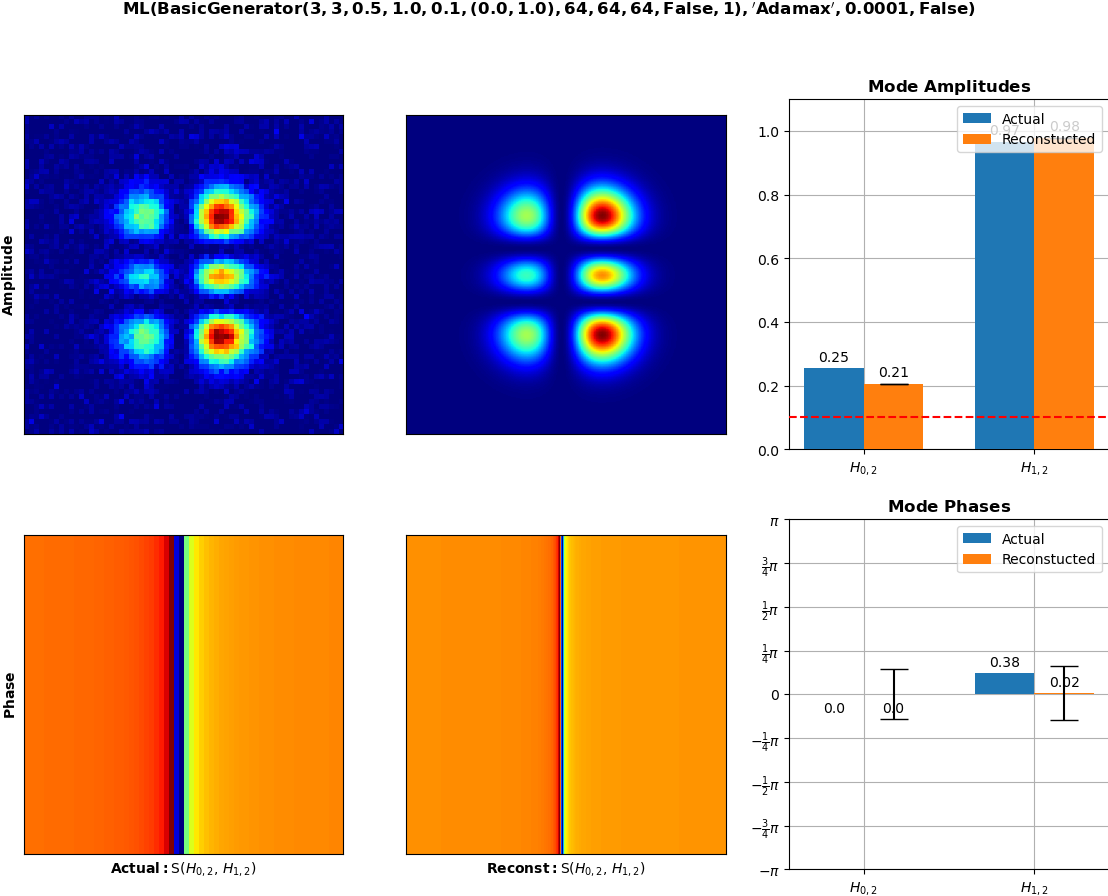 ML(BasicGenerator(3, 3, 0.5, 1.0, 0.1, (0.0, 1.0), 64, 64, 64, False, 1), ′Adamax′, 0.0001, False)
Mode Amplitudes
Amplitude
Actual
Reconstucted
0.97
0.98
1.0
0.8
0.6
0.4
0.2
0.0
0.25
0.21
H0, 2
H1, 2
Mode Phases
Phase
Actual
Reconstucted
π
3/4π
1/2π
1/4π
0
−1/4π
−1/2π
−3/4π
−π
0.38
0.02
0.0
0.0
Actual: S(H0, 2, H1, 2)
Reconst: S(H0, 2, H1, 2)
H0, 2
H1, 2